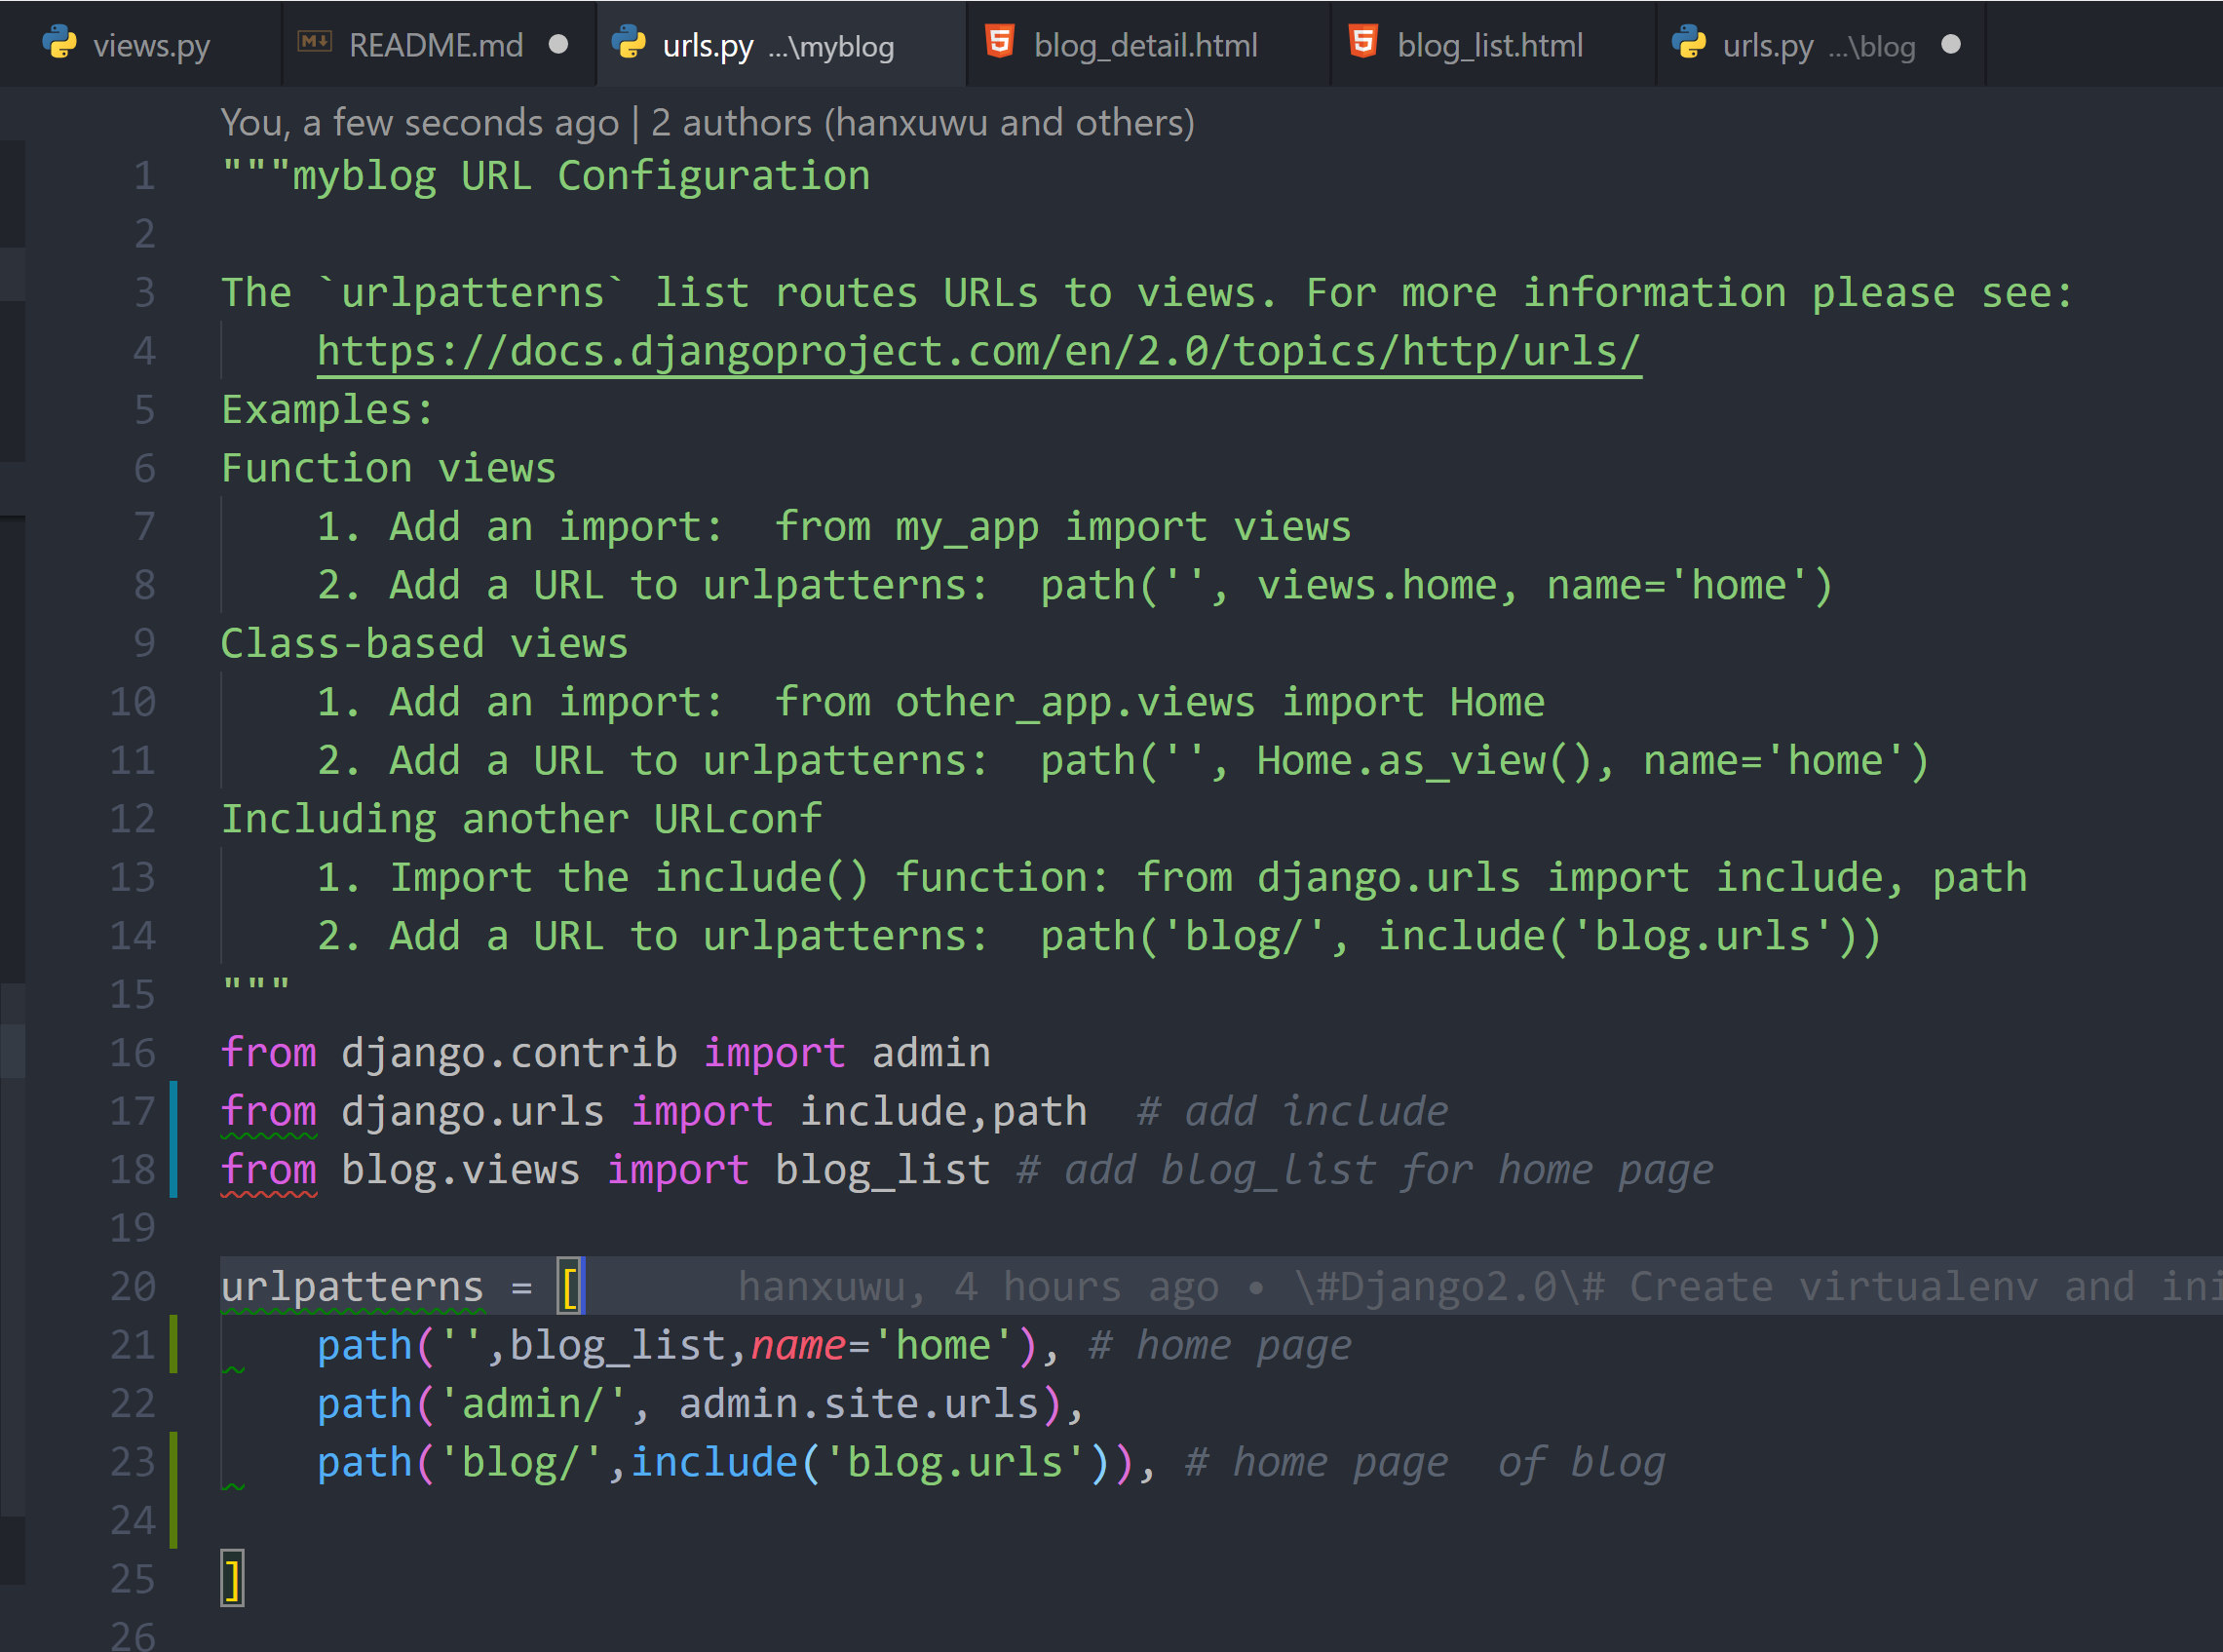 views.py README.md urls.py ...\myblog blog_detail.html blog_list.html urls.py ...\blog
You, a few seconds ago | 2 authors (hanxuwu and others)
1 """myblog URL Configuration
2
3 The `urlpatterns` list routes URLs to views. For more information please see:
4     https://docs.djangoproject.com/en/2.0/topics/http/urls/
5 Examples:
6 Function views
7     1. Add an import:  from my_app import views
8     2. Add a URL to urlpatterns:  path('', views.home, name='home')
9 Class-based views
10     1. Add an import:  from other_app.views import Home
11     2. Add a URL to urlpatterns:  path('', Home.as_view(), name='home')
12 Including another URLconf
13     1. Import the include() function: from django.urls import include, path
14     2. Add a URL to urlpatterns:  path('blog/', include('blog.urls'))
15 """
16 from django.contrib import admin
17 from django.urls import include,path  # add include
18 from blog.views import blog_list # add blog_list for home page
19
20 urlpatterns = [ hanxuwu, 4 hours ago • \#Django2.0\# Create virtualenv and ini
21     path('',blog_list,name='home'), # home page
22     path('admin/', admin.site.urls),
23     path('blog/',include('blog.urls')), # home page  of blog
24
25 ]
26